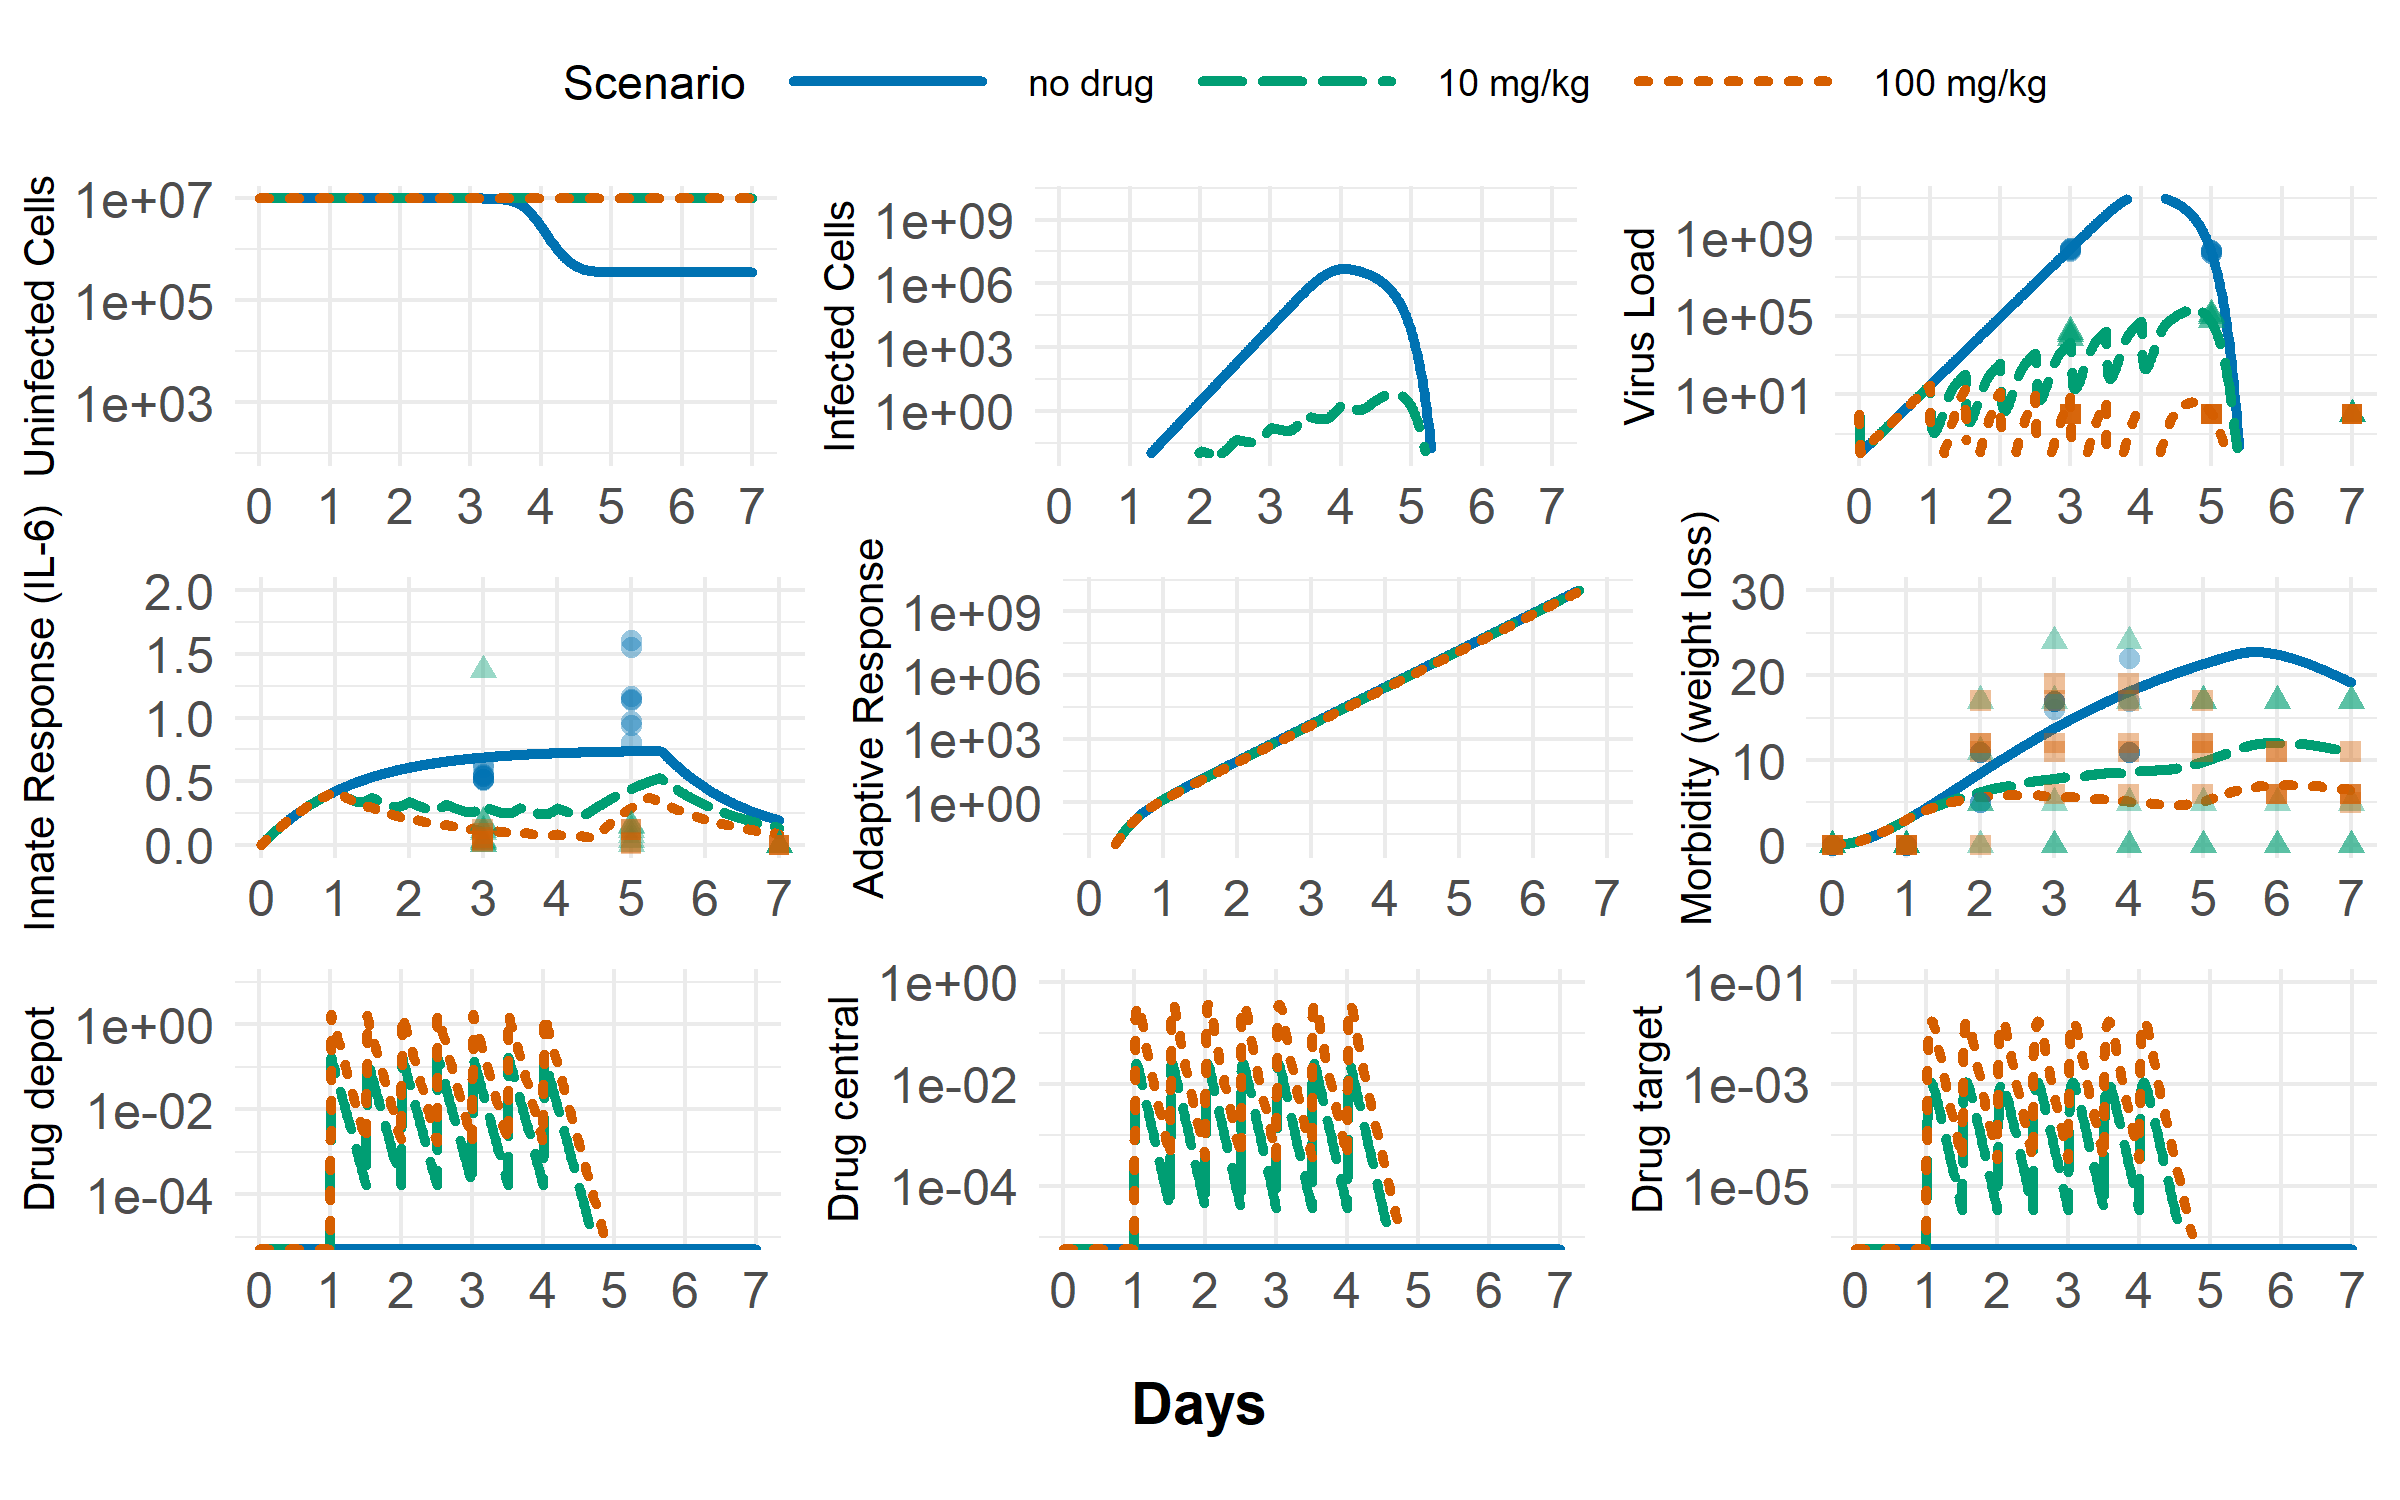 Scenario no drug 10 mg/kg 100 mg/kg
Uninfected Cells
1e+07
1e+05
1e+03
0 1 2 3 4 5 6 7
Infected Cells
1e+09
1e+06
1e+03
1e+00
0 1 2 3 4 5 6 7
Virus Load
1e+09
1e+05
1e+01
0 1 2 3 4 5 6 7
Innate Response (IL-6)
2.0
1.5
1.0
0.5
0.0
0 1 2 3 4 5 6 7
Adaptive Response
1e+09
1e+06
1e+03
1e+00
0 1 2 3 4 5 6 7
Morbidity (weight loss)
30
20
10
0
0 1 2 3 4 5 6 7
Drug depot
1e+00
1e-02
1e-04
0 1 2 3 4 5 6 7
Drug central
1e+00
1e-02
1e-04
0 1 2 3 4 5 6 7
Drug target
1e-01
1e-03
1e-05
0 1 2 3 4 5 6 7
Days